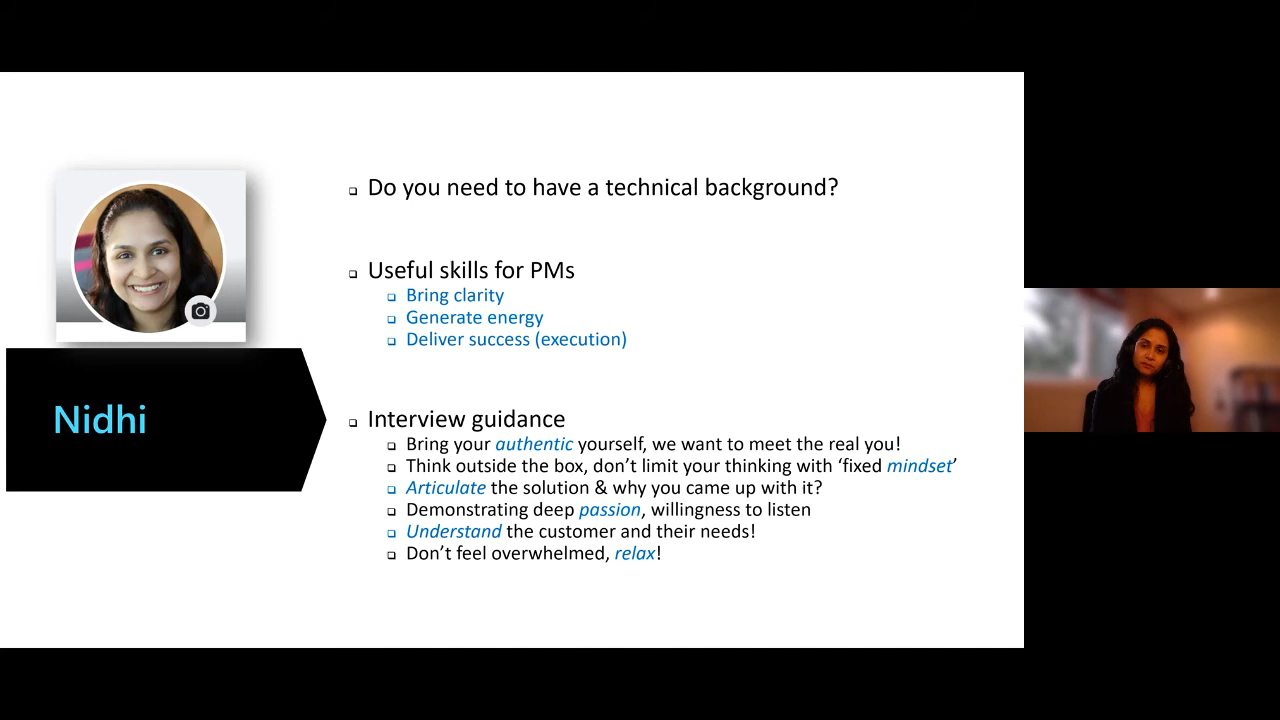 Do you need to have a technical background?
Useful skills for PMs
Bring clarity
Generate energy
Deliver success (execution)
Nidhi
Interview guidance
Bring your authentic yourself, we want to meet the real you!
Think outside the box, don’t limit your thinking with ‘fixed mindset’
Articulate the solution & why you came up with it?
Demonstrating deep passion, willingness to listen
Understand the customer and their needs!
Don’t feel overwhelmed, relax!